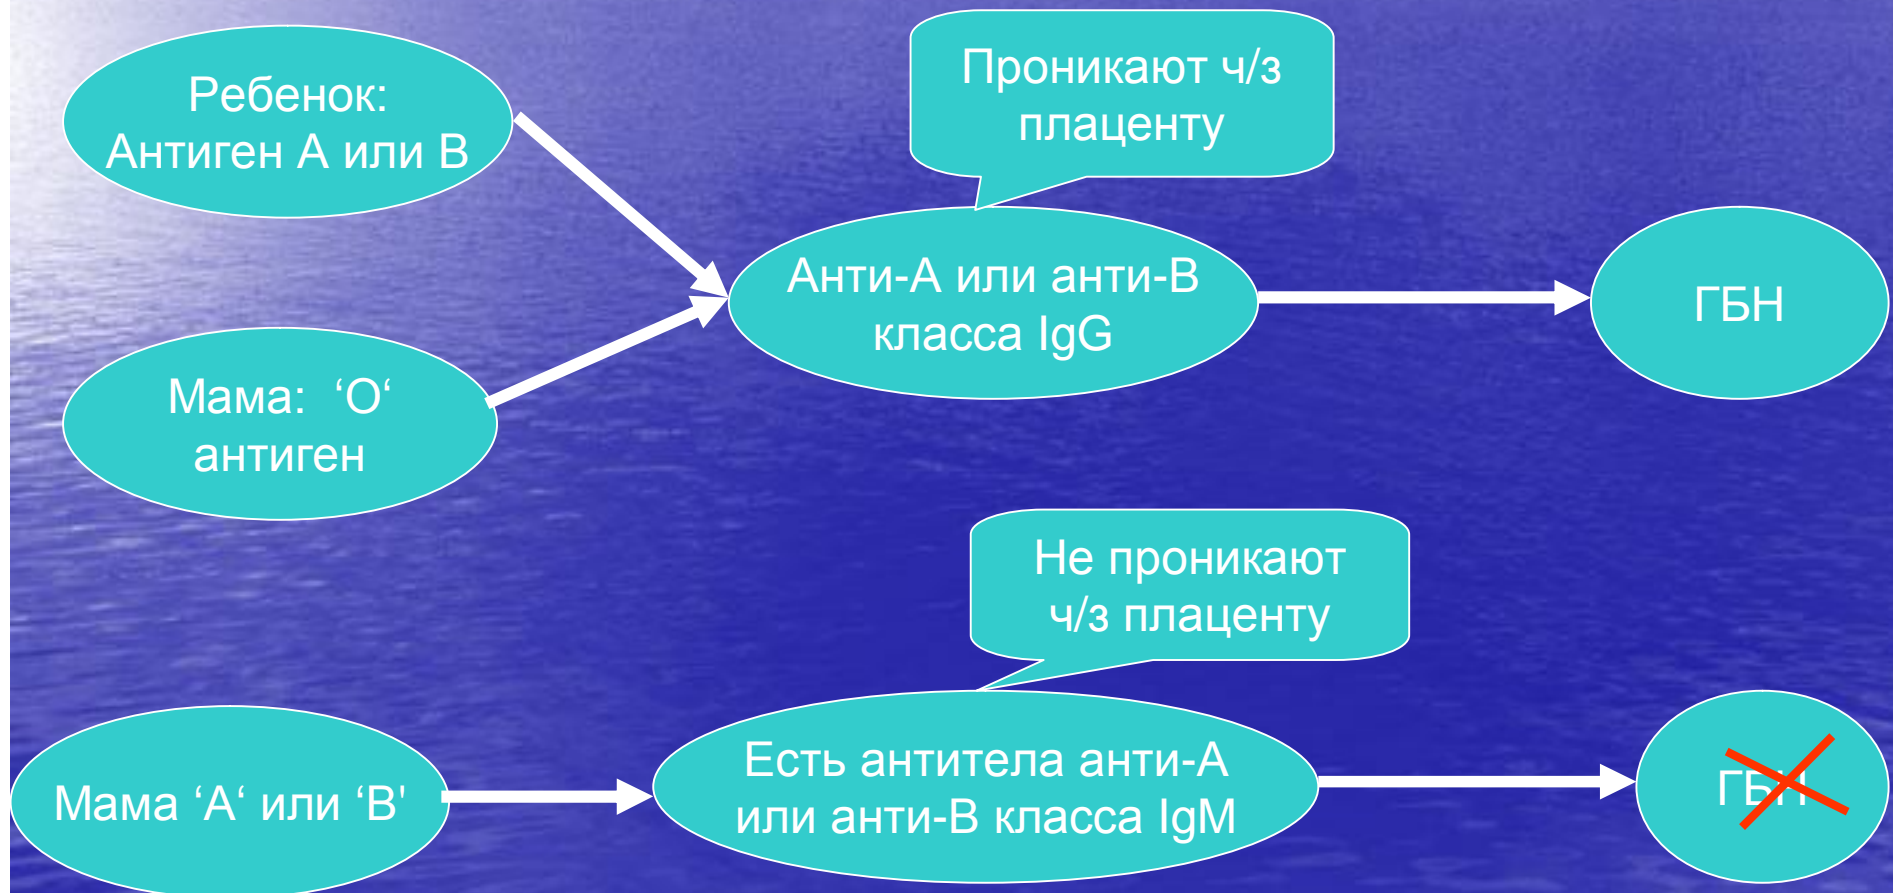 Ребенок:
Антиген А или В
Проникают ч/з
плаценту
Анти-А или анти-В
класса IgG
ГБН
Мама: ‘О‘
антиген
Не проникают
ч/з плаценту
Мама ‘А‘ или ‘В'
Есть антитела анти-А
или анти-В класса IgM
ГБН